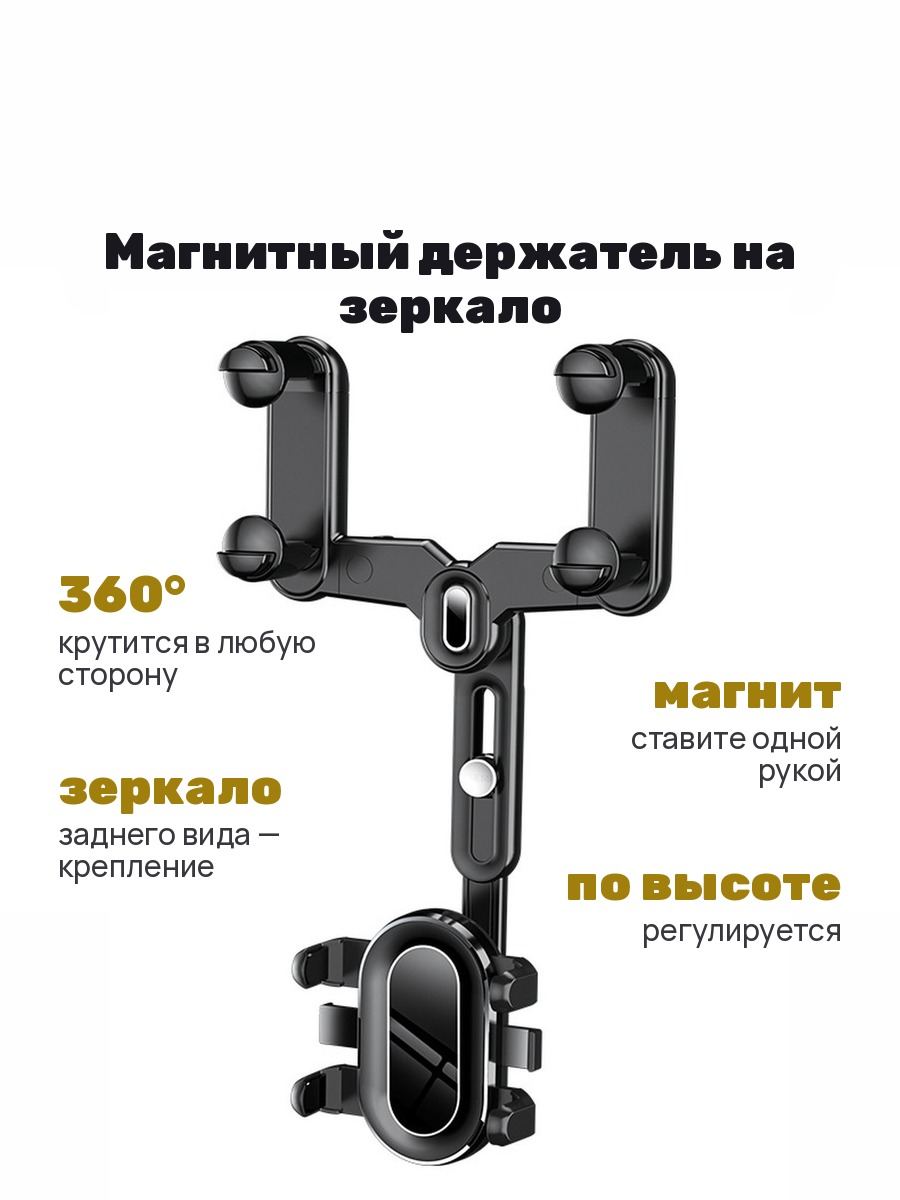 Магнитный держатель на
зеркало
360°
крутится в любую
сторону
магнит
ставите одной
рукой
зеркало
заднего вида —
крепление
по высоте
регулируется